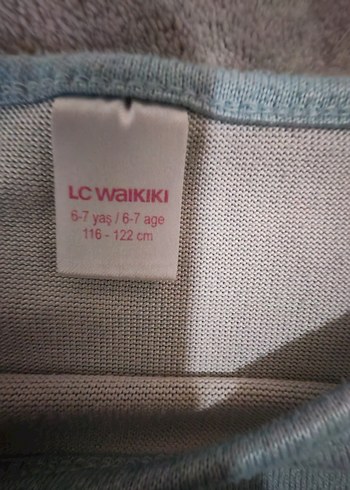 LC WAIKIKI
6-7 yaş / 6-7 age
116 - 122 cm